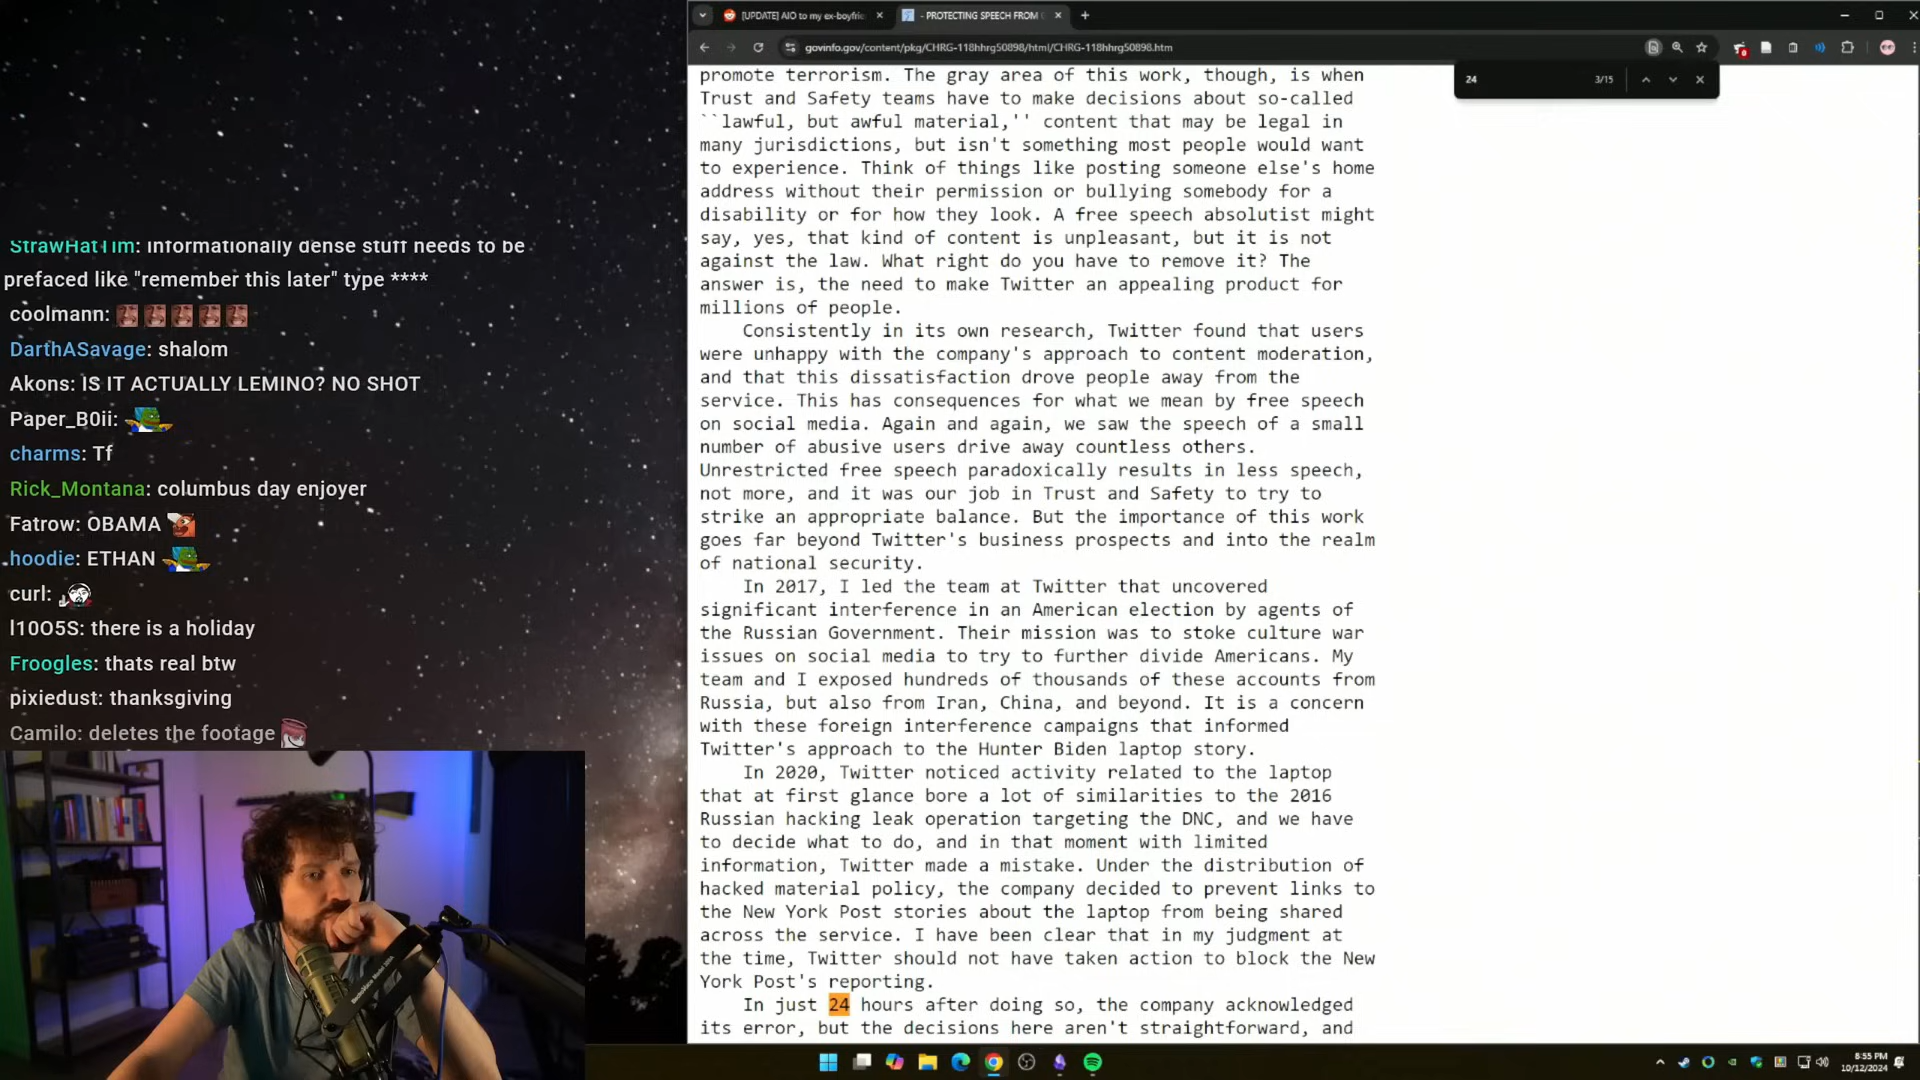 [UPDATE] AIO to my ex-boyfrie
- PROTECTING SPEECH FROM
govinfo.gov/content/pkg/CHRG-118hhrg50898/html/CHRG-118hhrg50898.htm
24
3/15
promote terrorism. The gray area of this work, though, is when
Trust and Safety teams have to make decisions about so-called
``lawful, but awful material,'' content that may be legal in
many jurisdictions, but isn't something most people would want
to experience. Think of things like posting someone else's home
address without their permission or bullying somebody for a
disability or for how they look. A free speech absolutist might
say, yes, that kind of content is unpleasant, but it is not
against the law. What right do you have to remove it? The
answer is, the need to make Twitter an appealing product for
millions of people.
Consistently in its own research, Twitter found that users
were unhappy with the company's approach to content moderation,
and that this dissatisfaction drove people away from the
service. This has consequences for what we mean by free speech
on social media. Again and again, we saw the speech of a small
number of abusive users drive away countless others.
Unrestricted free speech paradoxically results in less speech,
not more, and it was our job in Trust and Safety to try to
strike an appropriate balance. But the importance of this work
goes far beyond Twitter's business prospects and into the realm
of national security.
In 2017, I led the team at Twitter that uncovered
significant interference in an American election by agents of
the Russian Government. Their mission was to stoke culture war
issues on social media to try to further divide Americans. My
team and I exposed hundreds of thousands of these accounts from
Russia, but also from Iran, China, and beyond. It is a concern
with these foreign interference campaigns that informed
Twitter's approach to the Hunter Biden laptop story.
In 2020, Twitter noticed activity related to the laptop
that at first glance bore a lot of similarities to the 2016
Russian hacking leak operation targeting the DNC, and we have
to decide what to do, and in that moment with limited
information, Twitter made a mistake. Under the distribution of
hacked material policy, the company decided to prevent links to
the New York Post stories about the laptop from being shared
across the service. I have been clear that in my judgment at
the time, Twitter should not have taken action to block the New
York Post's reporting.
In just 24 hours after doing so, the company acknowledged
its error, but the decisions here aren't straightforward, and
StrawHatTim: informationally dense stuff needs to be
prefaced like "remember this later" type ****
coolmann:
DarthASavage: shalom
Akons: IS IT ACTUALLY LEMINO? NO SHOT
Paper_B0ii:
charms: Tf
Rick_Montana: columbus day enjoyer
Fatrow: OBAMA
hoodie: ETHAN
curl:
l10O5S: there is a holiday
Froogles: thats real btw
pixiedust: thanksgiving
Camilo: deletes the footage
8:55 PM
10/12/2024